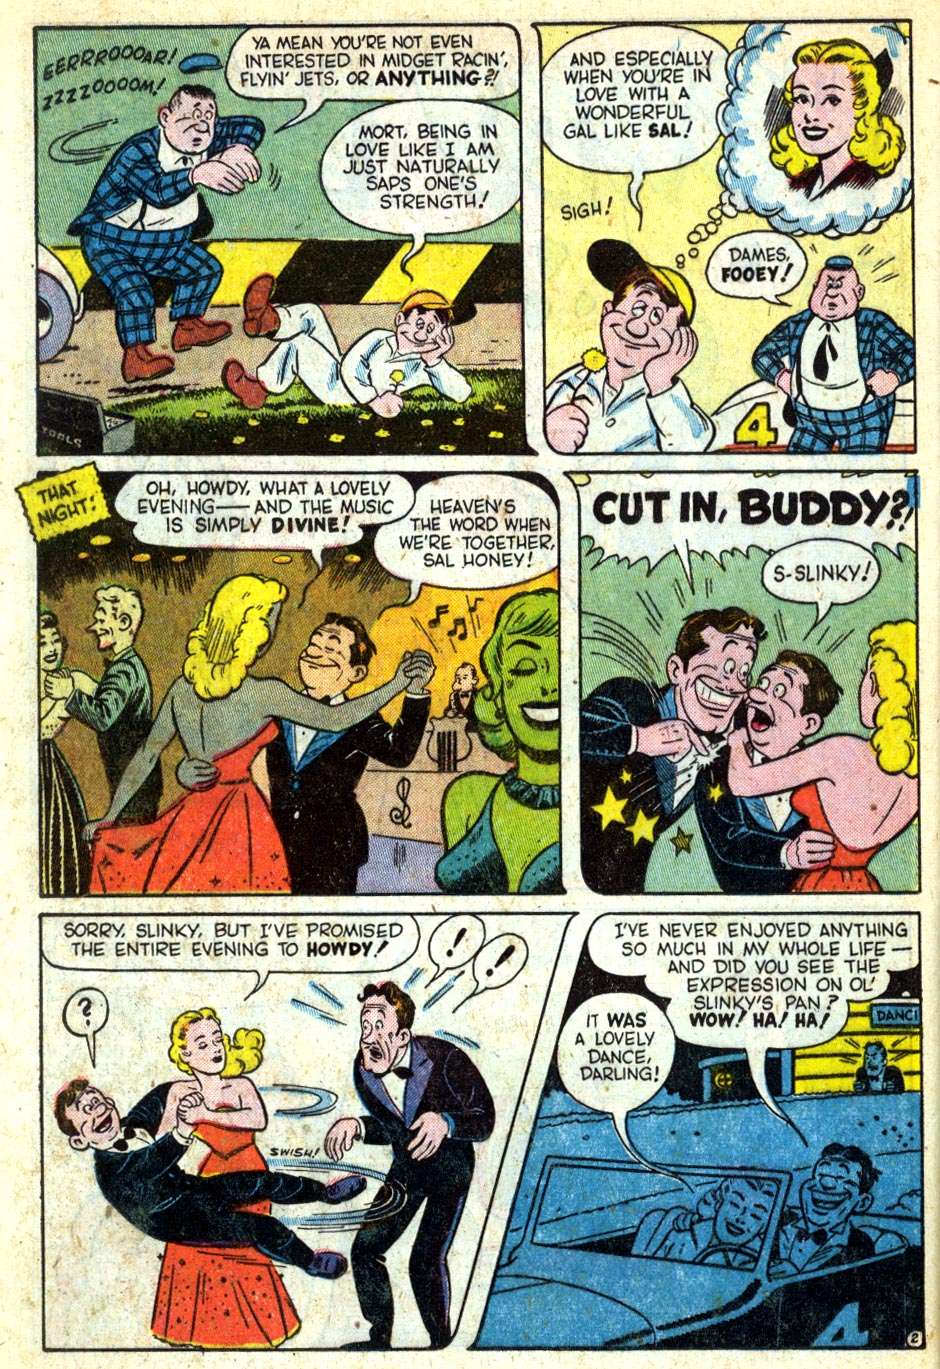 EERRROOOAR!
ZZZZOOOOM!
YA MEAN YOU'RE NOT EVEN
INTERESTED IN MIDGET RACIN',
FLYIN' JETS, OR ANYTHING?!
MORT, BEING IN
LOVE LIKE I AM
JUST NATURALLY
SAPS ONE'S
STRENGTH!
TOOLS
AND ESPECIALLY
WHEN YOU'RE IN
LOVE WITH A
WONDERFUL
GAL LIKE SAL!
SIGH!
DAMES,
FOOEY!
4
THAT
NIGHT:
OH, HOWDY, WHAT A LOVELY
EVENING—AND THE MUSIC
IS SIMPLY DIVINE!
HEAVEN'S
THE WORD WHEN
WE'RE TOGETHER,
SAL HONEY!
CUT IN, BUDDY?!
S-SLINKY!
SORRY, SLINKY, BUT I'VE PROMISED
THE ENTIRE EVENING TO HOWDY!
?
!
!
SWISH!
I'VE NEVER ENJOYED ANYTHING
SO MUCH IN MY WHOLE LIFE—
AND DID YOU SEE THE
EXPRESSION ON OL'
SLINKY'S PAN?
WOW! HA! HA!
IT WAS
A LOVELY
DANCE,
DARLING!
DANCI
4
2